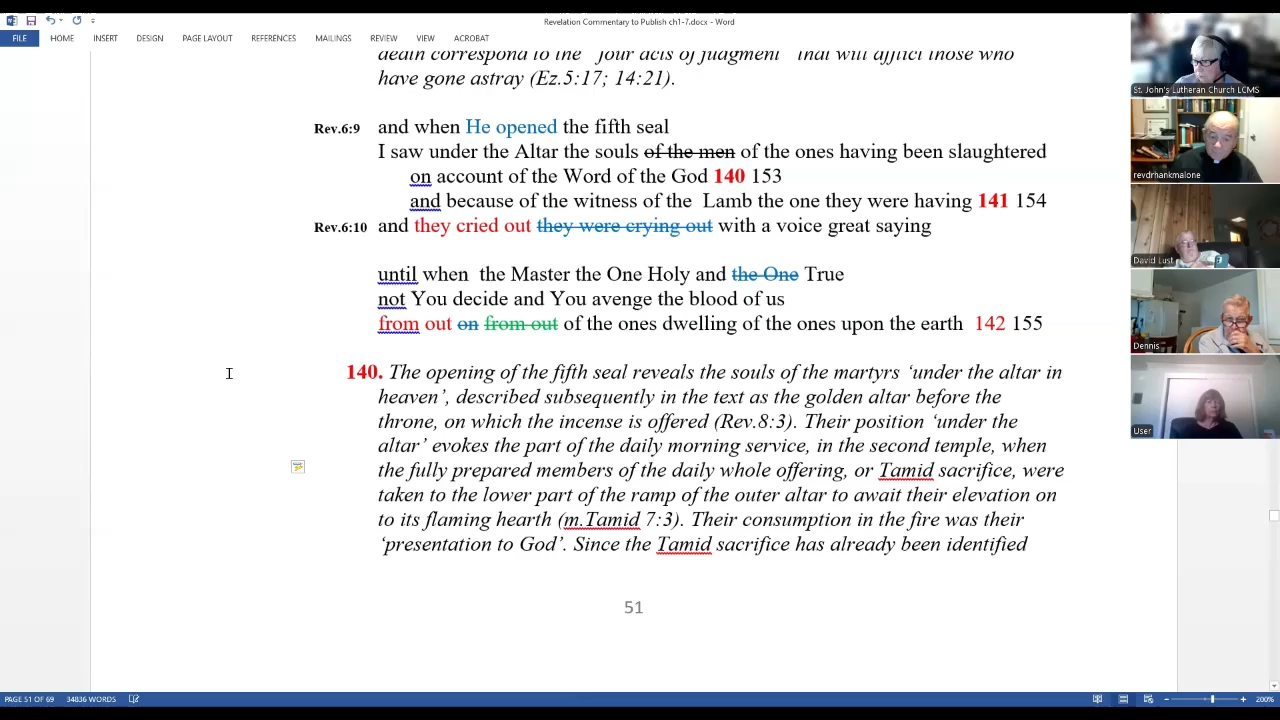 Revelation Commentary to Publish ch1-7.docx - Word
FILE HOME INSERT DESIGN PAGE LAYOUT REFERENCES MAILINGS REVIEW VIEW ACROBAT
death correspond to the "four acts of judgment" that will afflict those who
have gone astray (Ez.5:17; 14:21).
Rev.6:9 and when He opened the fifth seal
I saw under the Altar the souls of the men of the ones having been slaughtered
on account of the Word of the God 140 153
and because of the witness of the Lamb the one they were having 141 154
Rev.6:10 and they cried out they were crying out with a voice great saying
until when the Master the One Holy and the One True
not You decide and You avenge the blood of us
from out on from out of the ones dwelling of the ones upon the earth 142 155
140. The opening of the fifth seal reveals the souls of the martyrs ‘under the altar in
heaven’, described subsequently in the text as the golden altar before the
throne, on which the incense is offered (Rev.8:3). Their position ‘under the
altar’ evokes the part of the daily morning service, in the second temple, when
the fully prepared members of the daily whole offering, or Tamid sacrifice, were
taken to the lower part of the ramp of the outer altar to await their elevation on
to its flaming hearth (m.Tamid 7:3). Their consumption in the fire was their
‘presentation to God’. Since the Tamid sacrifice has already been identified
51
PAGE 51 OF 69 34836 WORDS
200%
St. John's Lutheran Church LCMS
revdrhankmalone
David Lust
Dennis
User